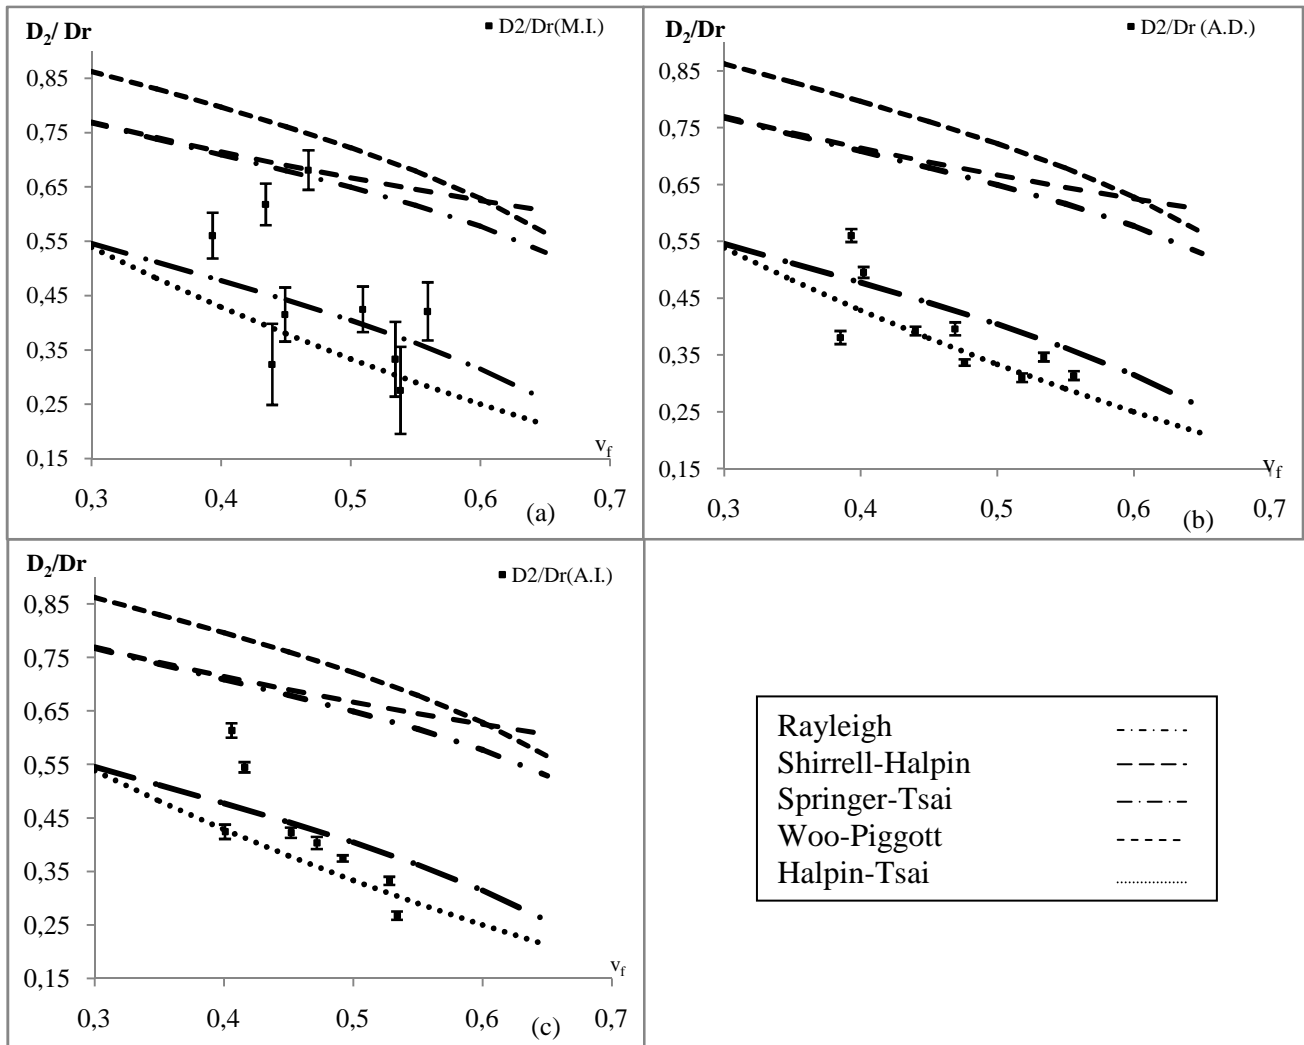 D2/ Dr
D2/Dr(M.I.)
0,85
0,75
0,65
0,55
0,45
0,35
0,25
0,15
vf
0,3 0,4 0,5 0,6 0,7
(a)
D2/Dr
D2/Dr (A.D.)
0,85
0,75
0,65
0,55
0,45
0,35
0,25
0,15
vf
0,3 0,4 0,5 0,6 0,7
(b)
D2/Dr
D2/Dr(A.I.)
0,85
0,75
0,65
0,55
0,45
0,35
0,25
0,15
vf
0,3 0,4 0,5 0,6 0,7
(c)
Rayleigh
Shirrell-Halpin
Springer-Tsai
Woo-Piggott
Halpin-Tsai